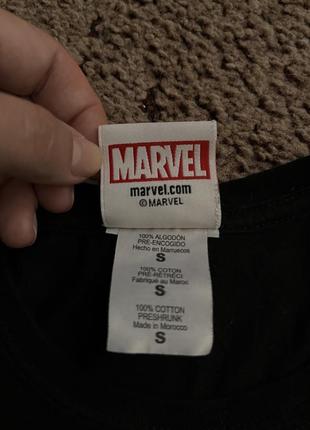 MARVEL
marvel.com
© MARVEL
100% ALGODÓN
PRE-ENCOGIDO
Hecho en Marruecos
S
100% COTON
PRÉ-RÉTRÉCI
Fabriqué au Maroc
S
100% COTTON
PRESHRUNK
Made in Morocco
S